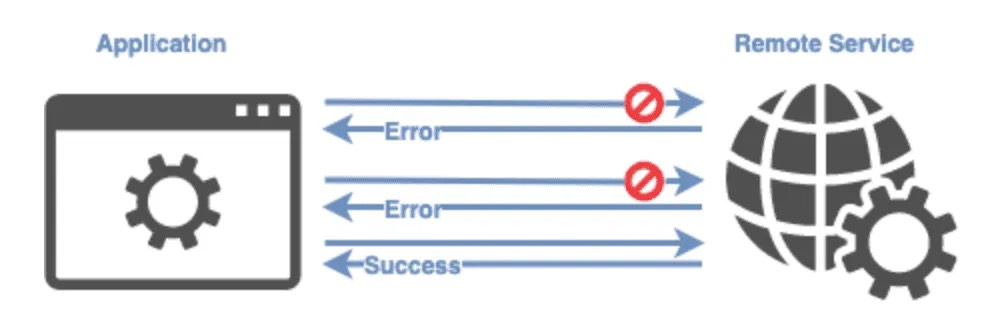 Application
Remote Service
Error
Error
Success